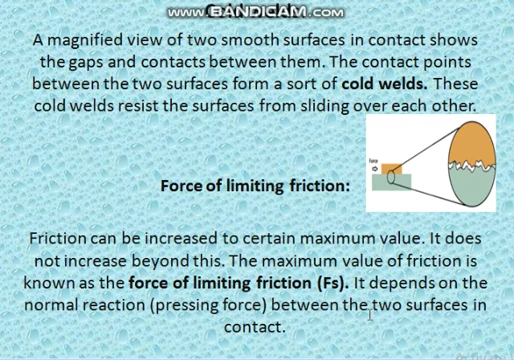 www.BANDICAM.com
A magnified view of two smooth surfaces in contact shows
the gaps and contacts between them. The contact points
between the two surfaces form a sort of cold welds. These
cold welds resist the surfaces from sliding over each other.
Force of limiting friction:
Friction can be increased to certain maximum value. It does
not increase beyond this. The maximum value of friction is
known as the force of limiting friction (Fs). It depends on the
normal reaction (pressing force) between the two surfaces in
contact.